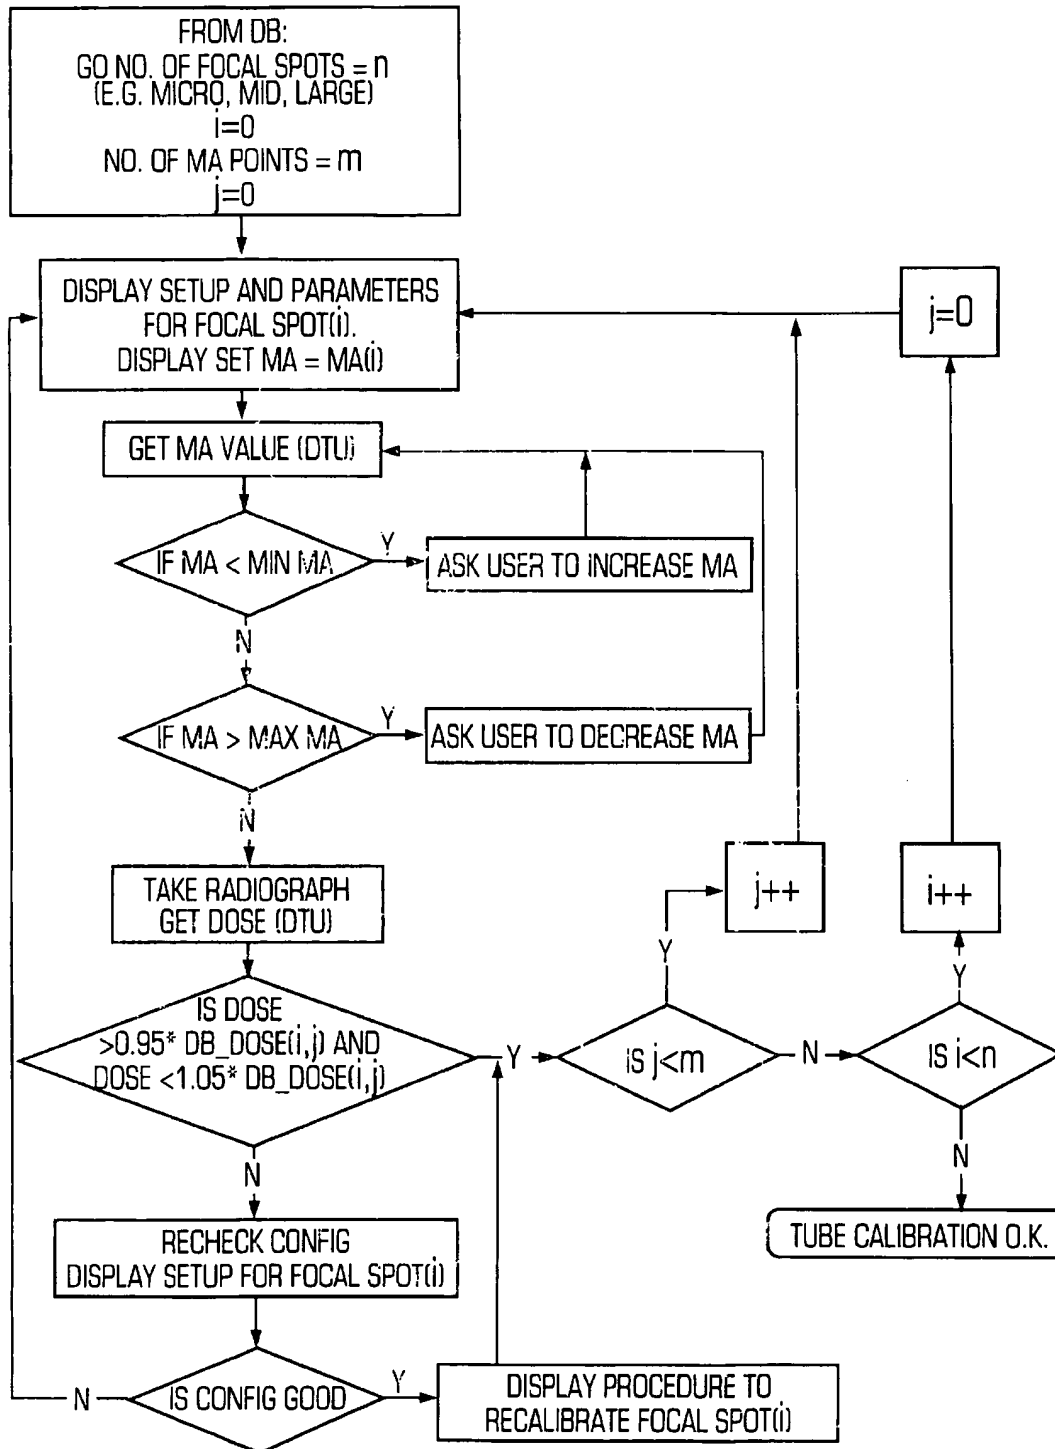 FROM DB:
GO NO. OF FOCAL SPOTS = n
(E.G. MICRO, MID, LARGE)
i=0
NO. OF MA POINTS = m
j=0
DISPLAY SETUP AND PARAMETERS
FOR FOCAL SPOT(i).
DISPLAY SET MA = MA(i)
j=0
GET MA VALUE (DTU)
IF MA < MIN MA
Y
ASK USER TO INCREASE MA
N
IF MA > MAX MA
Y
ASK USER TO DECREASE MA
N
TAKE RADIOGRAPH
GET DOSE (DTU)
j++
i++
Y
Y
IS DOSE
>0.95* DB_DOSE(i,j) AND
DOSE <1.05* DB_DOSE(i,j)
Y
IS j<m
N
IS i<n
N
N
RECHECK CONFIG
DISPLAY SETUP FOR FOCAL SPOT(i)
TUBE CALIBRATION O.K.
N
IS CONFIG GOOD
Y
DISPLAY PROCEDURE TO
RECALIBRATE FOCAL SPOT(i)